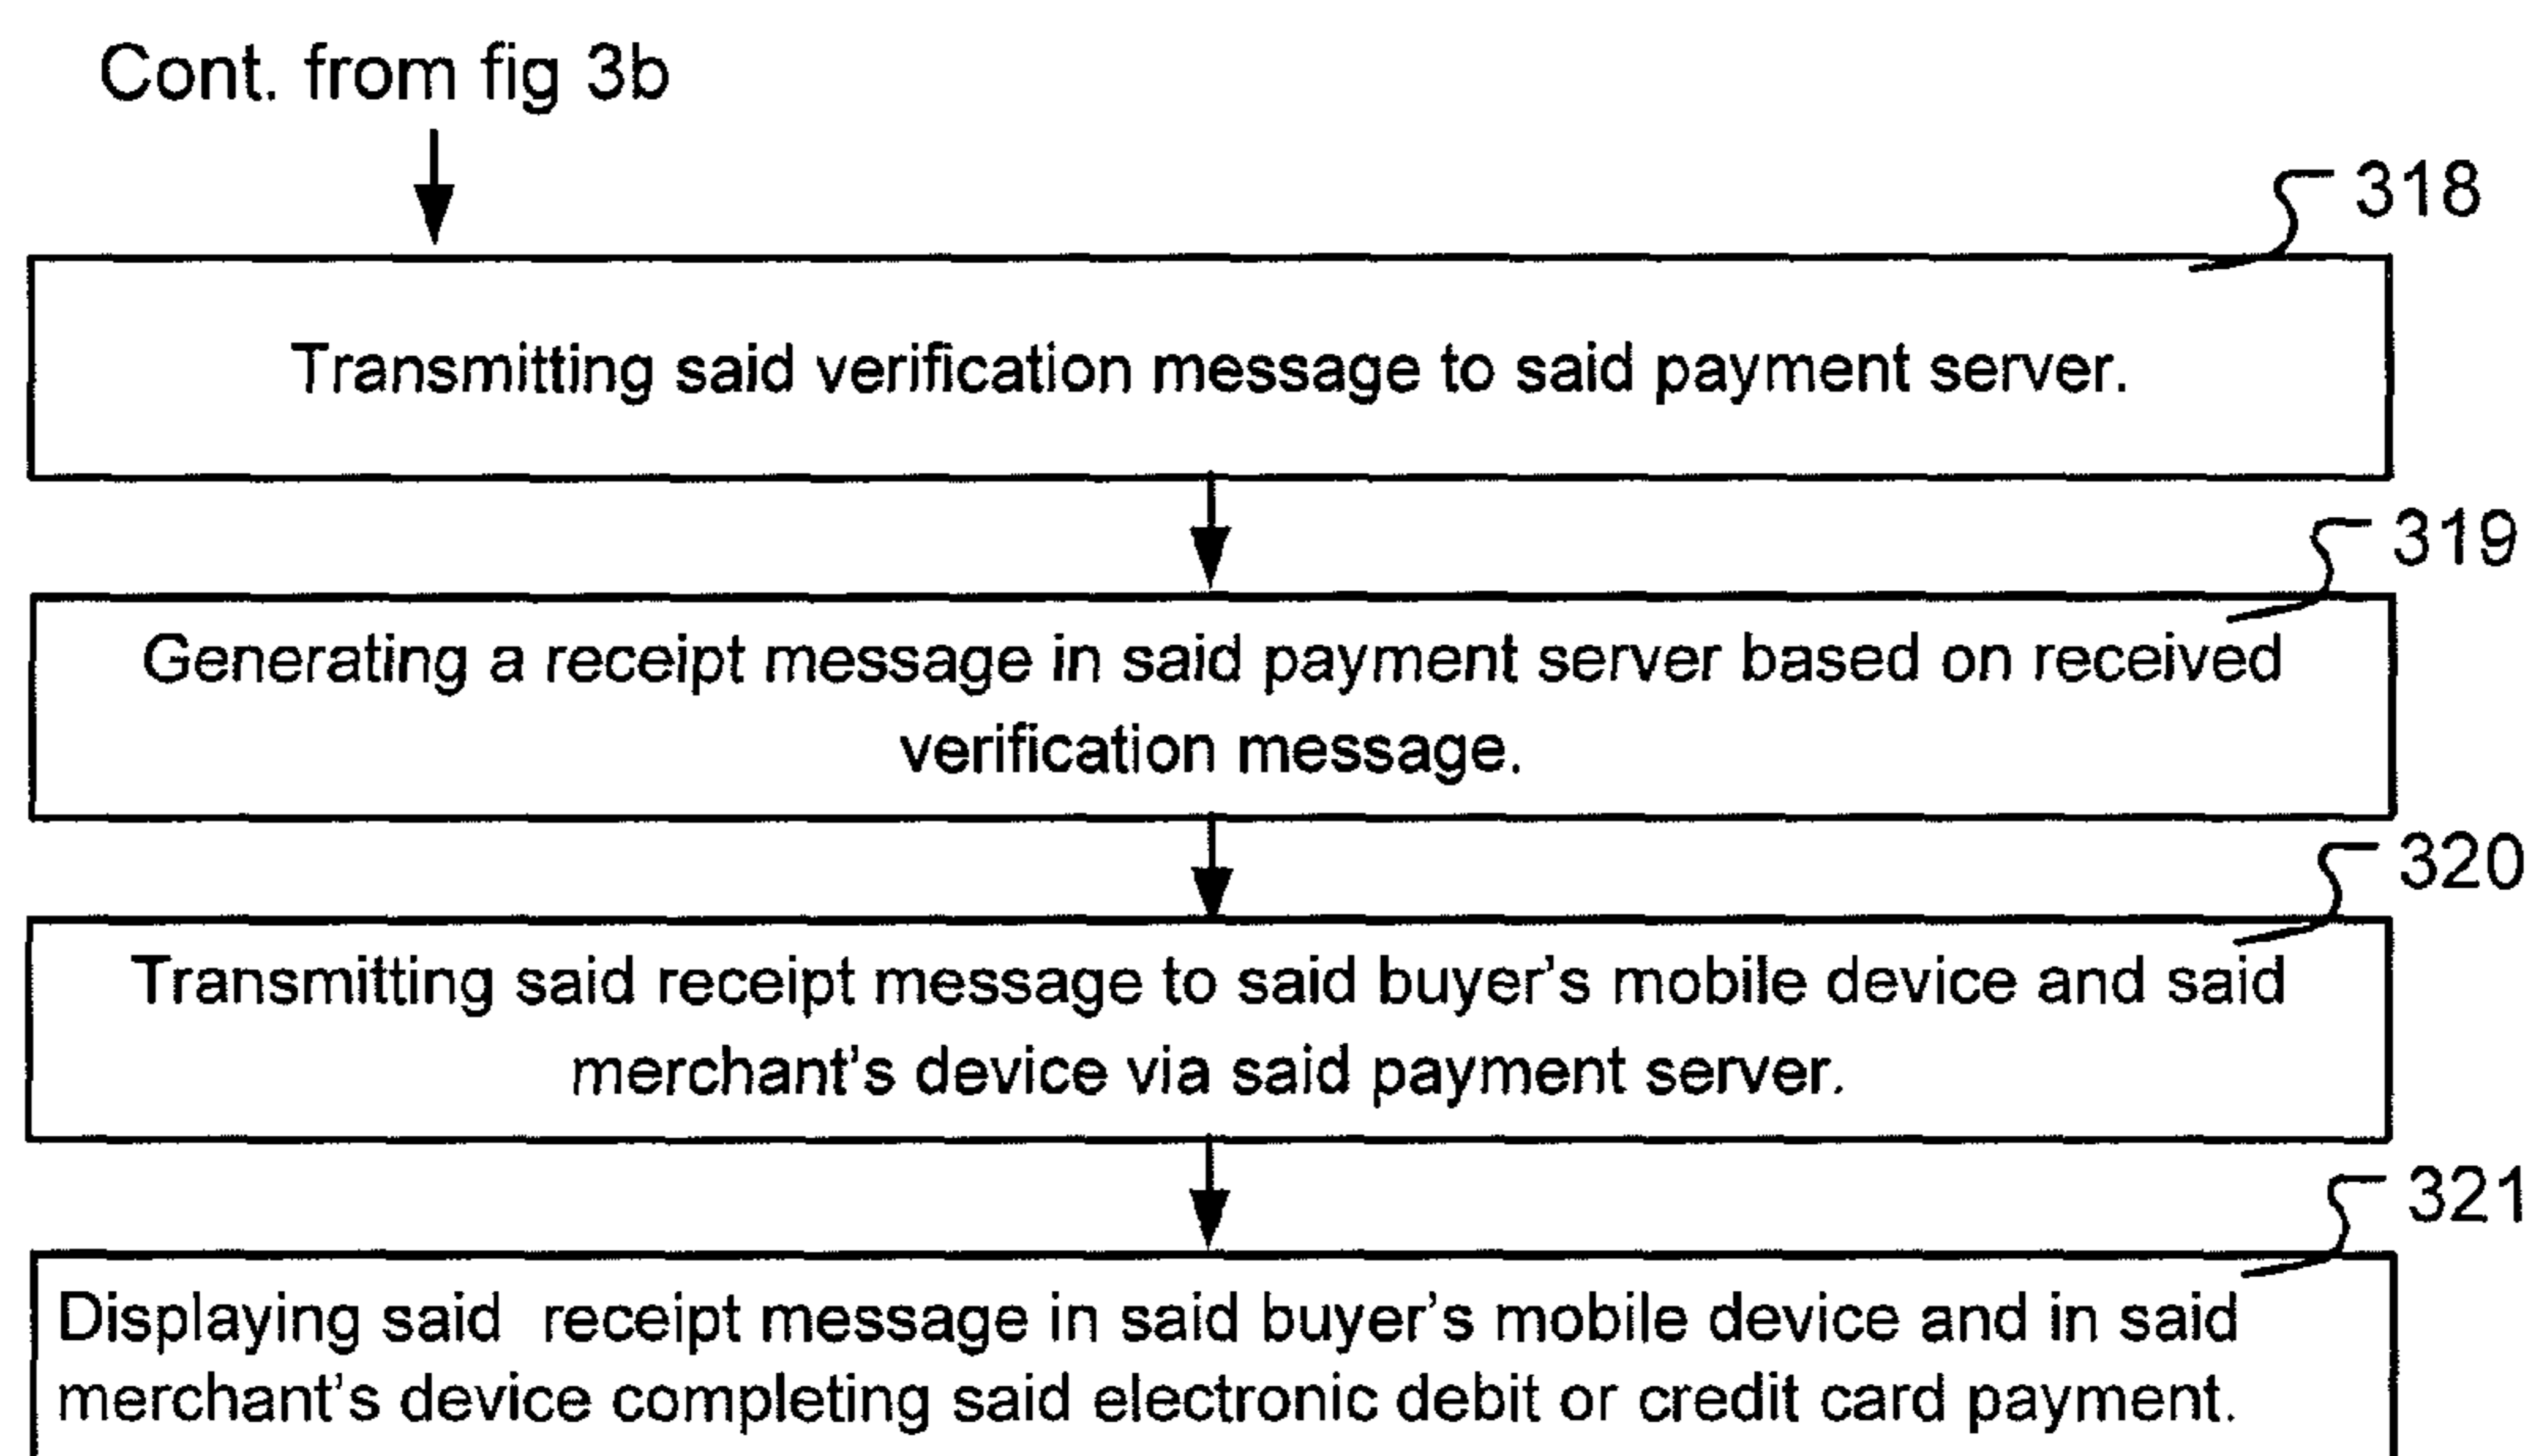 Cont. from fig 3b
318
Transmitting said verification message to said payment server.
319
Generating a receipt message in said payment server based on received
verification message.
320
Transmitting said receipt message to said buyer's mobile device and said
merchant's device via said payment server.
321
Displaying said  receipt message in said buyer's mobile device and in said
merchant's device completing said electronic debit or credit card payment.